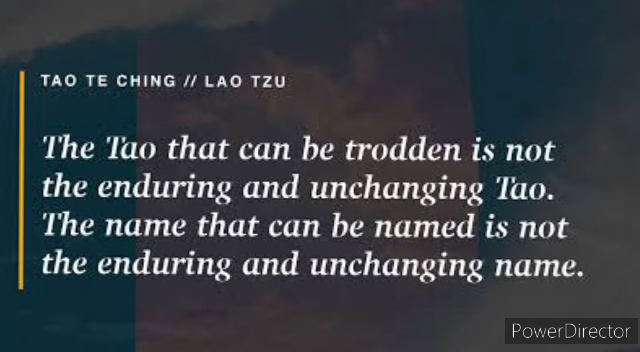 TAO TE CHING // LAO TZU
The Tao that can be trodden is not
the enduring and unchanging Tao.
The name that can be named is not
the enduring and unchanging name.
PowerDirector